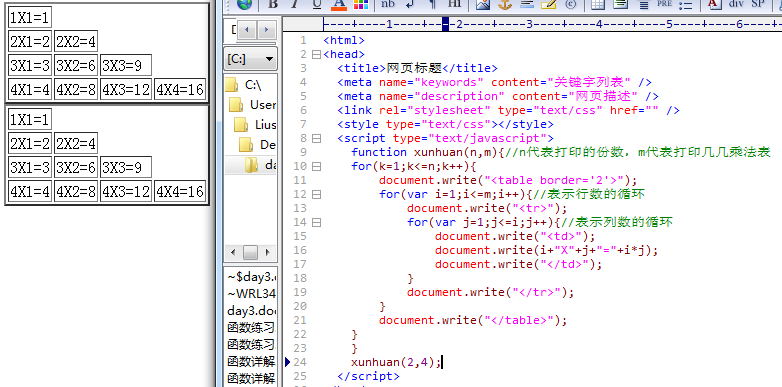 1X1=1
2X1=2 2X2=4
3X1=3 3X2=6 3X3=9
4X1=4 4X2=8 4X3=12 4X4=16
1X1=1
2X1=2 2X2=4
3X1=3 3X2=6 3X3=9
4X1=4 4X2=8 4X3=12 4X4=16
[C:]
C:\
User
Lius
De
da
~$day3.
~WRL34
day3.do
函数练习
函数练习
函数详解
函数详解
nb ¶ HI PRE A div SP
----+----1----+----2----+----3----+----4----+----5----+----6----+-
1 <html>
2 <head>
3 <title>网页标题</title>
4 <meta name="keywords" content="关键字列表" />
5 <meta name="description" content="网页描述" />
6 <link rel="stylesheet" type="text/css" href="" />
7 <style type="text/css"></style>
8 <script type="text/javascript">
9 function xunhuan(n,m){//n代表打印的份数，m代表打印几几乘法表
10 for(k=1;k<=n;k++){
11 document.write("<table border='2'>");
12 for(var i=1;i<=m;i++){//表示行数的循环
13 document.write("<tr>");
14 for(var j=1;j<=i;j++){//表示列数的循环
15 document.write("<td>");
16 document.write(i+"X"+j+"="+i*j);
17 document.write("</td>");
18 }
19 document.write("</tr>");
20 }
21 document.write("</table>");
22 }
23 }
24 xunhuan(2,4);
25 </script>